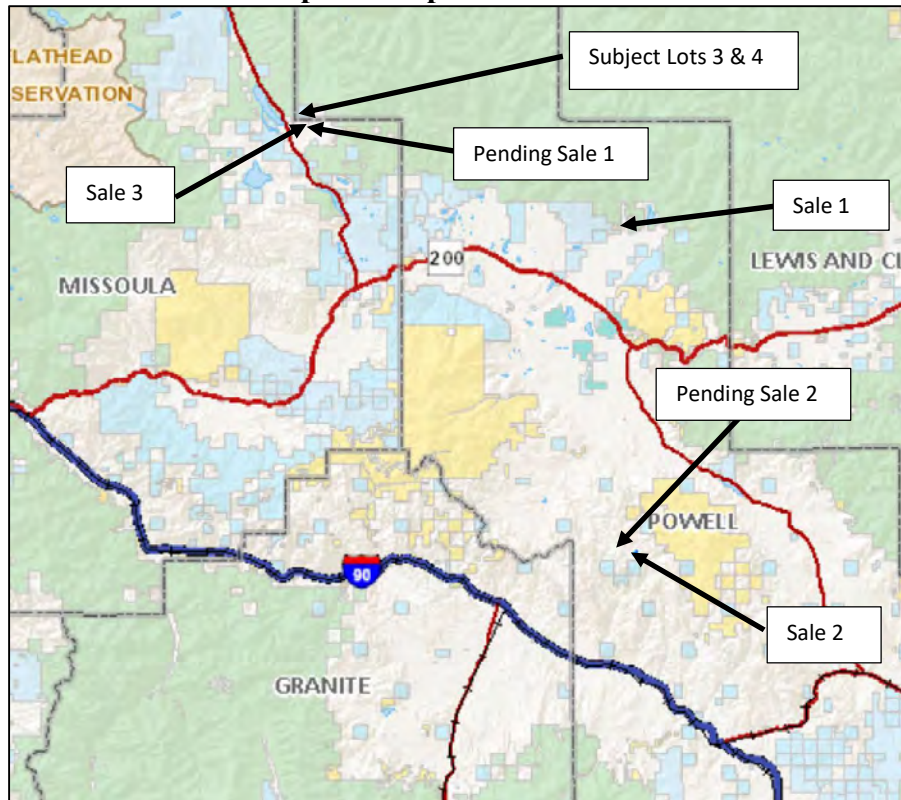 LATHEAD
SERVATION
Subject Lots 3 & 4
Pending Sale 1
Sale 3
Sale 1
200
LEWIS AND CL
MISSOULA
Pending Sale 2
POWELL
90
Sale 2
GRANITE